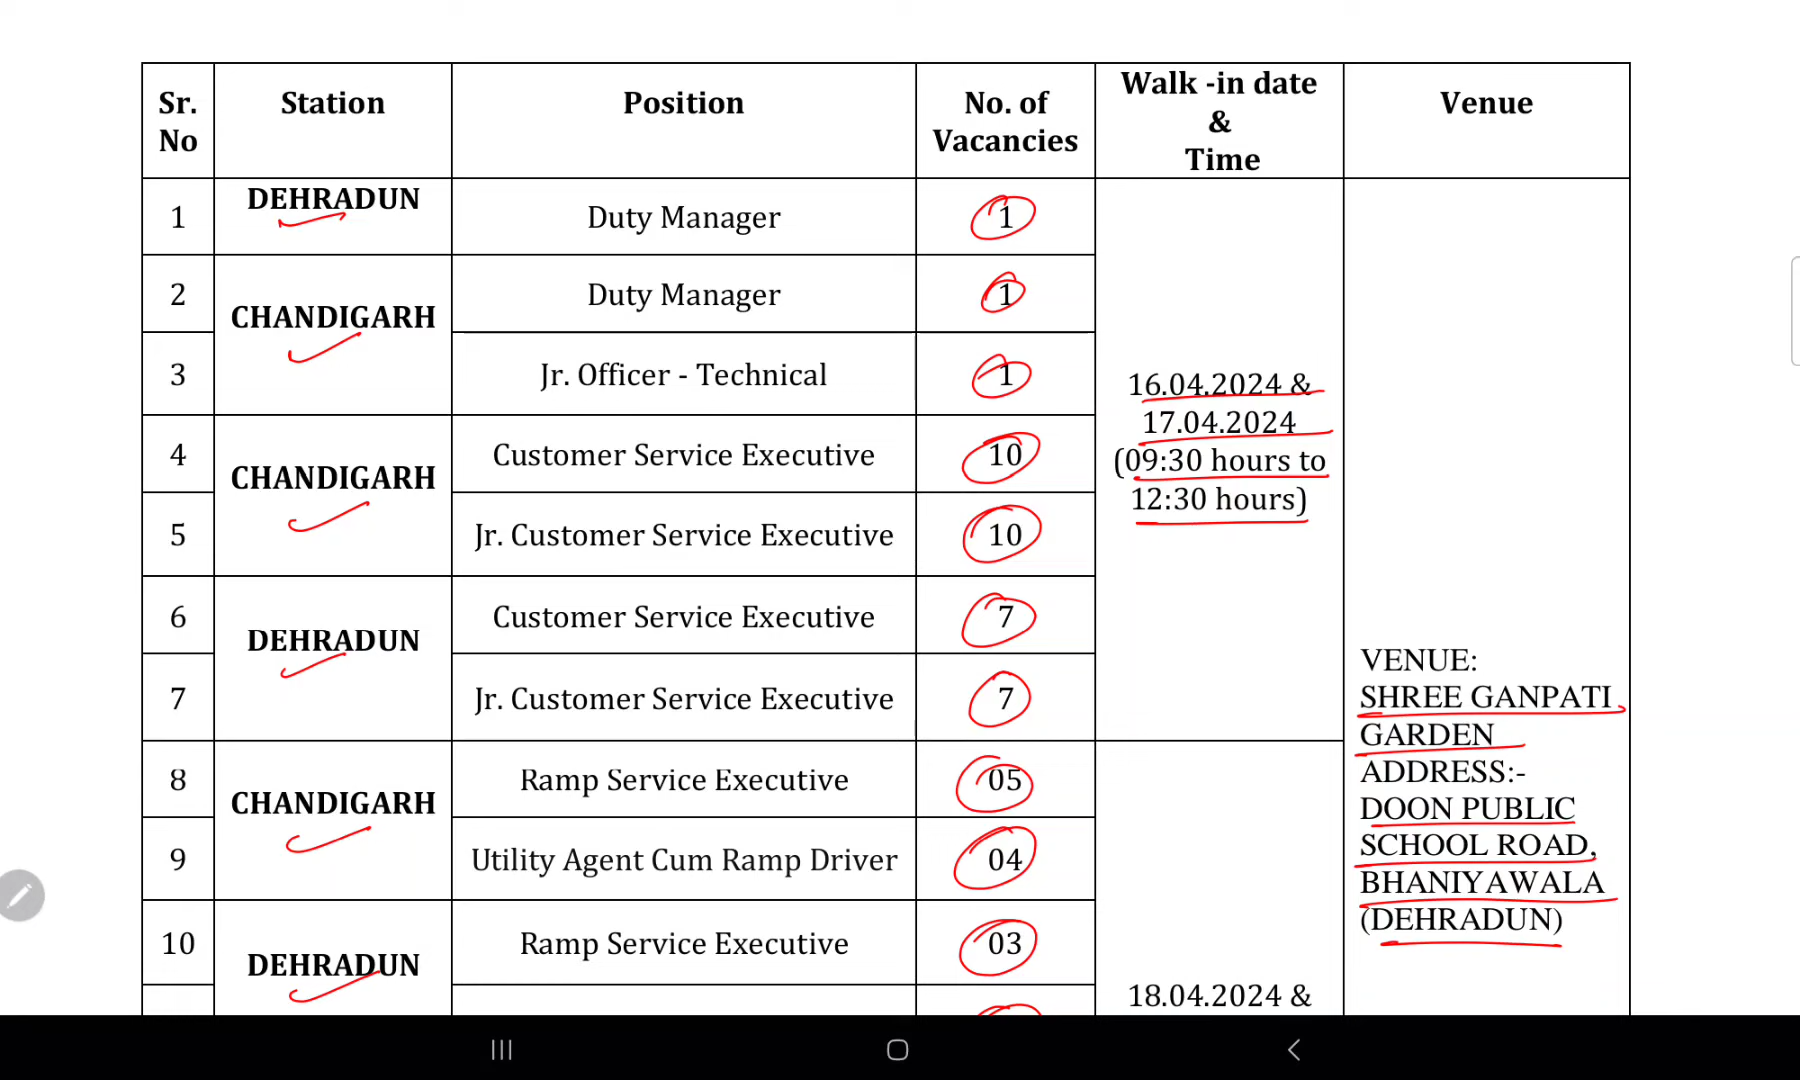 Sr. No
Station
Position
No. of Vacancies
Walk -in date & Time
Venue
1
DEHRADUN
Duty Manager
1
2
CHANDIGARH
Duty Manager
1
3
Jr. Officer - Technical
1
4
CHANDIGARH
Customer Service Executive
10
5
Jr. Customer Service Executive
10
6
DEHRADUN
Customer Service Executive
7
7
Jr. Customer Service Executive
7
16.04.2024 &
17.04.2024
(09:30 hours to
12:30 hours)
8
CHANDIGARH
Ramp Service Executive
05
9
Utility Agent Cum Ramp Driver
04
10
DEHRADUN
Ramp Service Executive
03
18.04.2024 &
VENUE:
SHREE GANPATI
GARDEN
ADDRESS:-
DOON PUBLIC
SCHOOL ROAD,
BHANIYAWALA
(DEHRADUN)